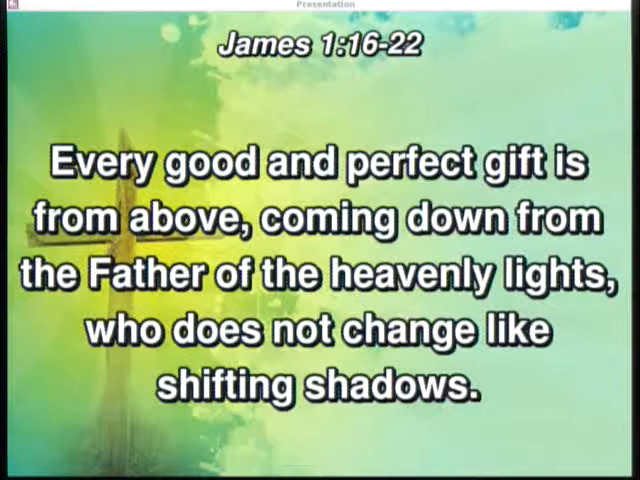 Presentation
James 1:16-22
Every good and perfect gift is
from above, coming down from
the Father of the heavenly lights,
who does not change like
shifting shadows.